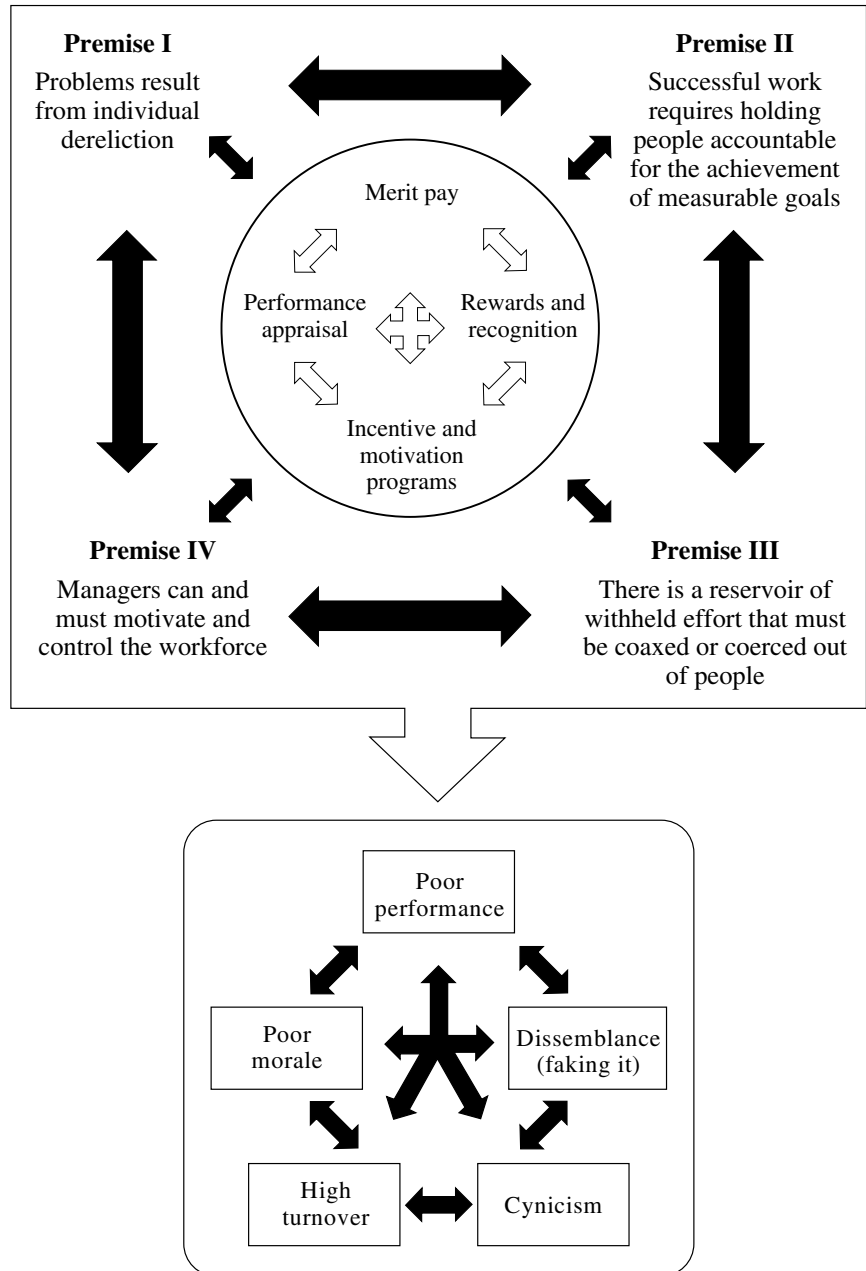 Premise I
Problems result
from individual
dereliction
Premise II
Successful work
requires holding
people accountable
for the achievement
of measurable goals
Merit pay
Performance
appraisal
Rewards and
recognition
Incentive and
motivation
programs
Premise IV
Managers can and
must motivate and
control the workforce
Premise III
There is a reservoir of
withheld effort that must
be coaxed or coerced out
of people
Poor
performance
Poor
morale
Dissemblance
(faking it)
High
turnover
Cynicism